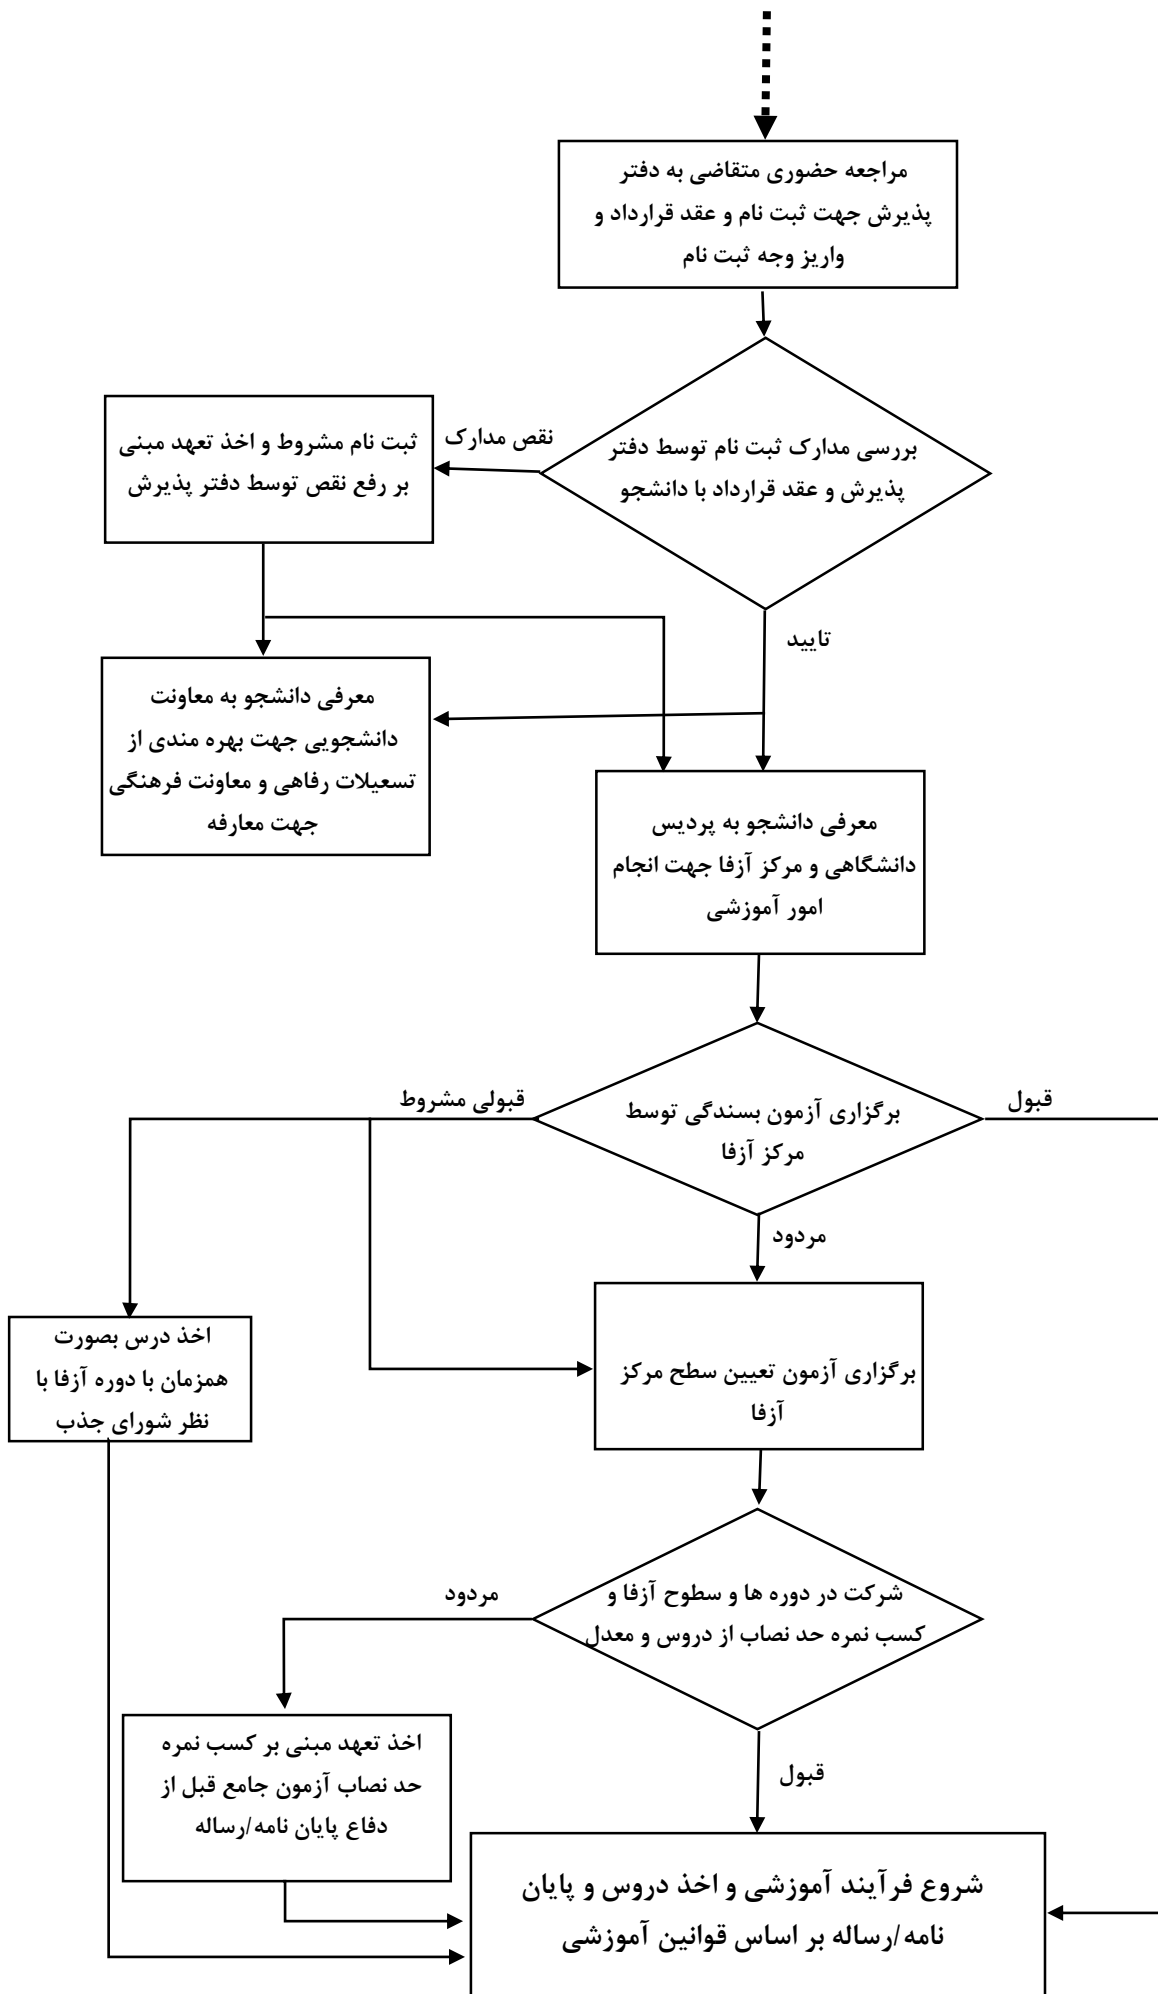 مراجعه حضوری متقاضی به دفتر
پذیرش جهت ثبت نام و عقد قرارداد و
واریز وجه ثبت نام
بررسی مدارک ثبت نام توسط دفتر
پذیرش و عقد قرارداد با دانشجو
نقص مدارک
ثبت نام مشروط و اخذ تعهد مبنی
بر رفع نقص توسط دفتر پذیرش
تایید
معرفی دانشجو به معاونت
دانشجویی جهت بهره مندی از
تسعیلات رفاهی و معاونت فرهنگی
جهت معارفه
معرفی دانشجو به پردیس
دانشگاهی و مرکز آزفا جهت انجام
امور آموزشی
قبول
برگزاری آزمون بسندگی توسط
مرکز آزفا
قبولی مشروط
مردود
اخذ درس بصورت
همزمان با دوره آزفا با
نظر شورای جذب
برگزاری آزمون تعیین سطح مرکز
آزفا
شرکت در دوره ها و سطوح آزفا و
کسب نمره حد نصاب از دروس و معدل
مردود
اخذ تعهد مبنی بر کسب نمره
حد نصاب آزمون جامع قبل از
دفاع پایان نامه/رساله
قبول
شروع فرآیند آموزشی و اخذ دروس و پایان
نامه/رساله بر اساس قوانین آموزشی